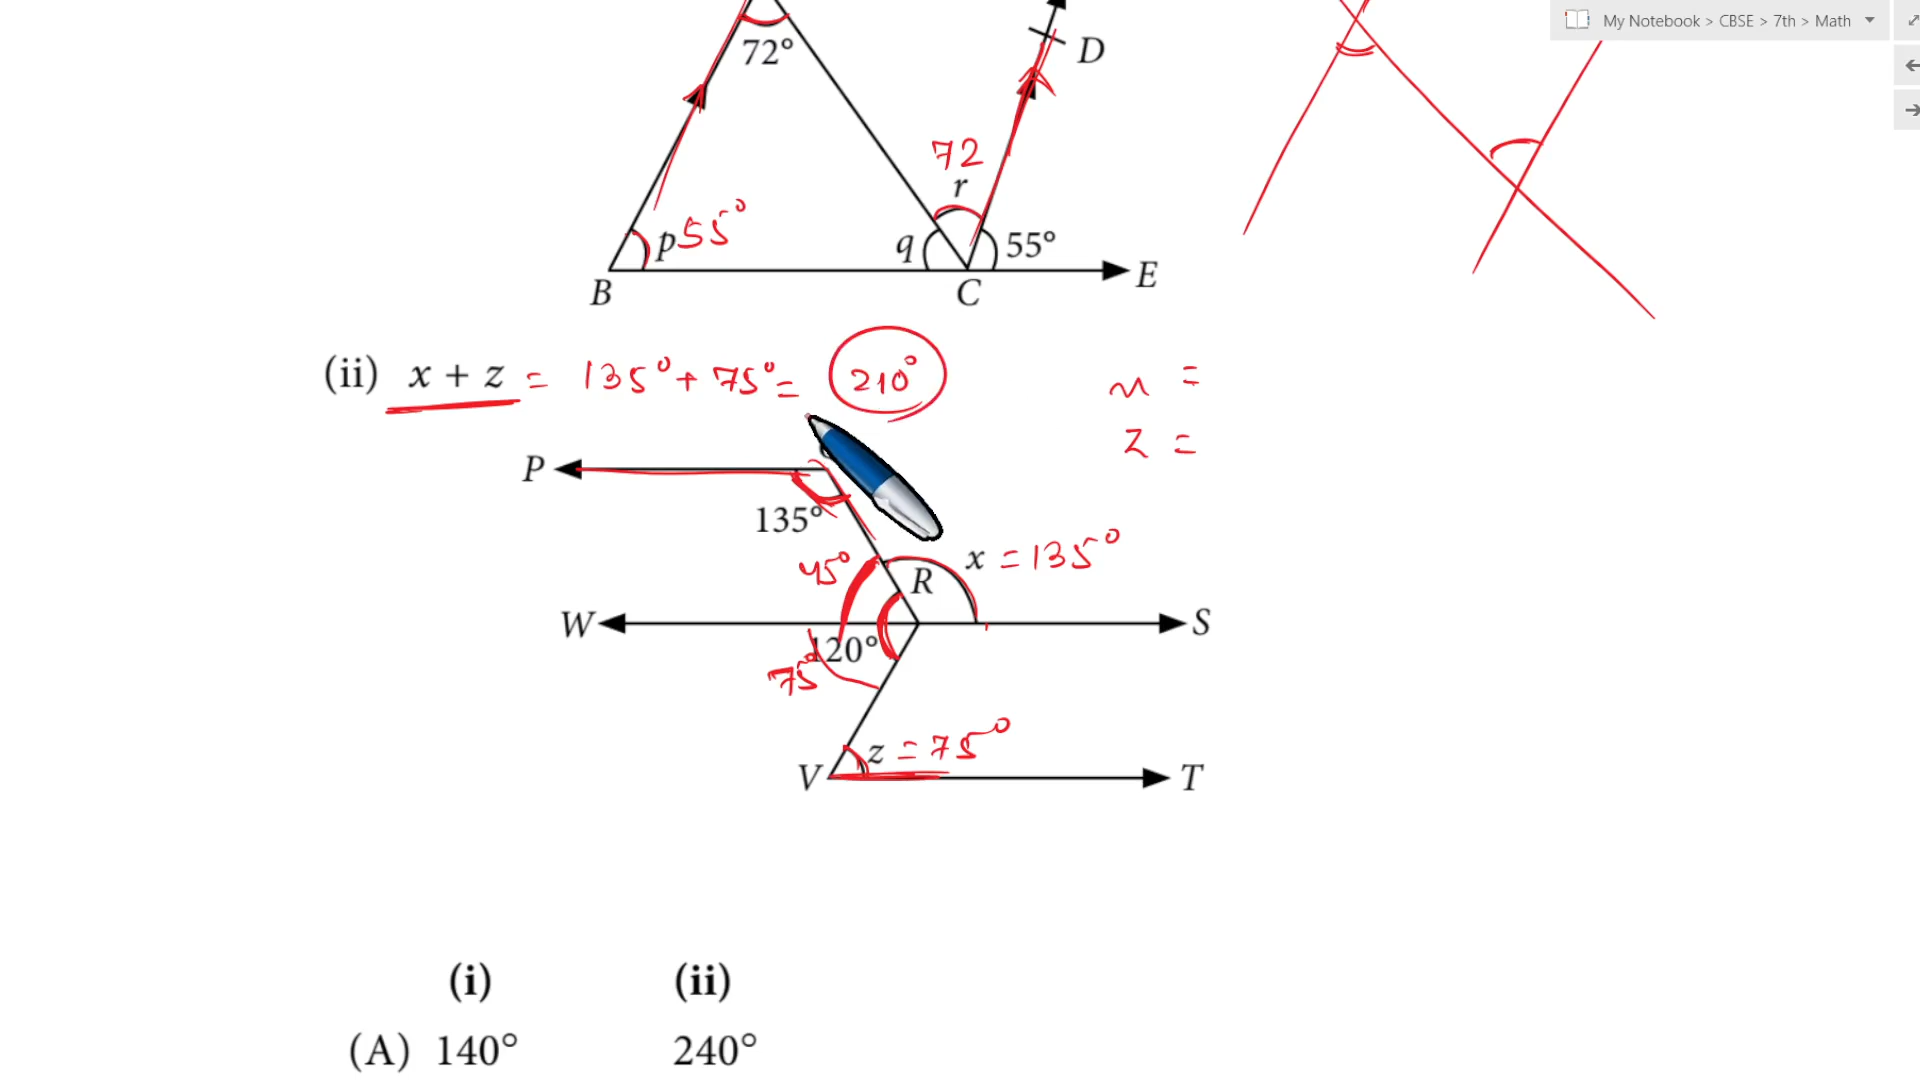 My Notebook > CBSE > 7th > Math
72°
D
72
r
p 55°
q
55°
B
C
E
(ii) x + z = 135° + 75° = 210°
x =
z =
P
135°
45°
R
x = 135°
W
S
120°
75°
z = 75°
V
T
(i) (ii)
(A) 140° 240°